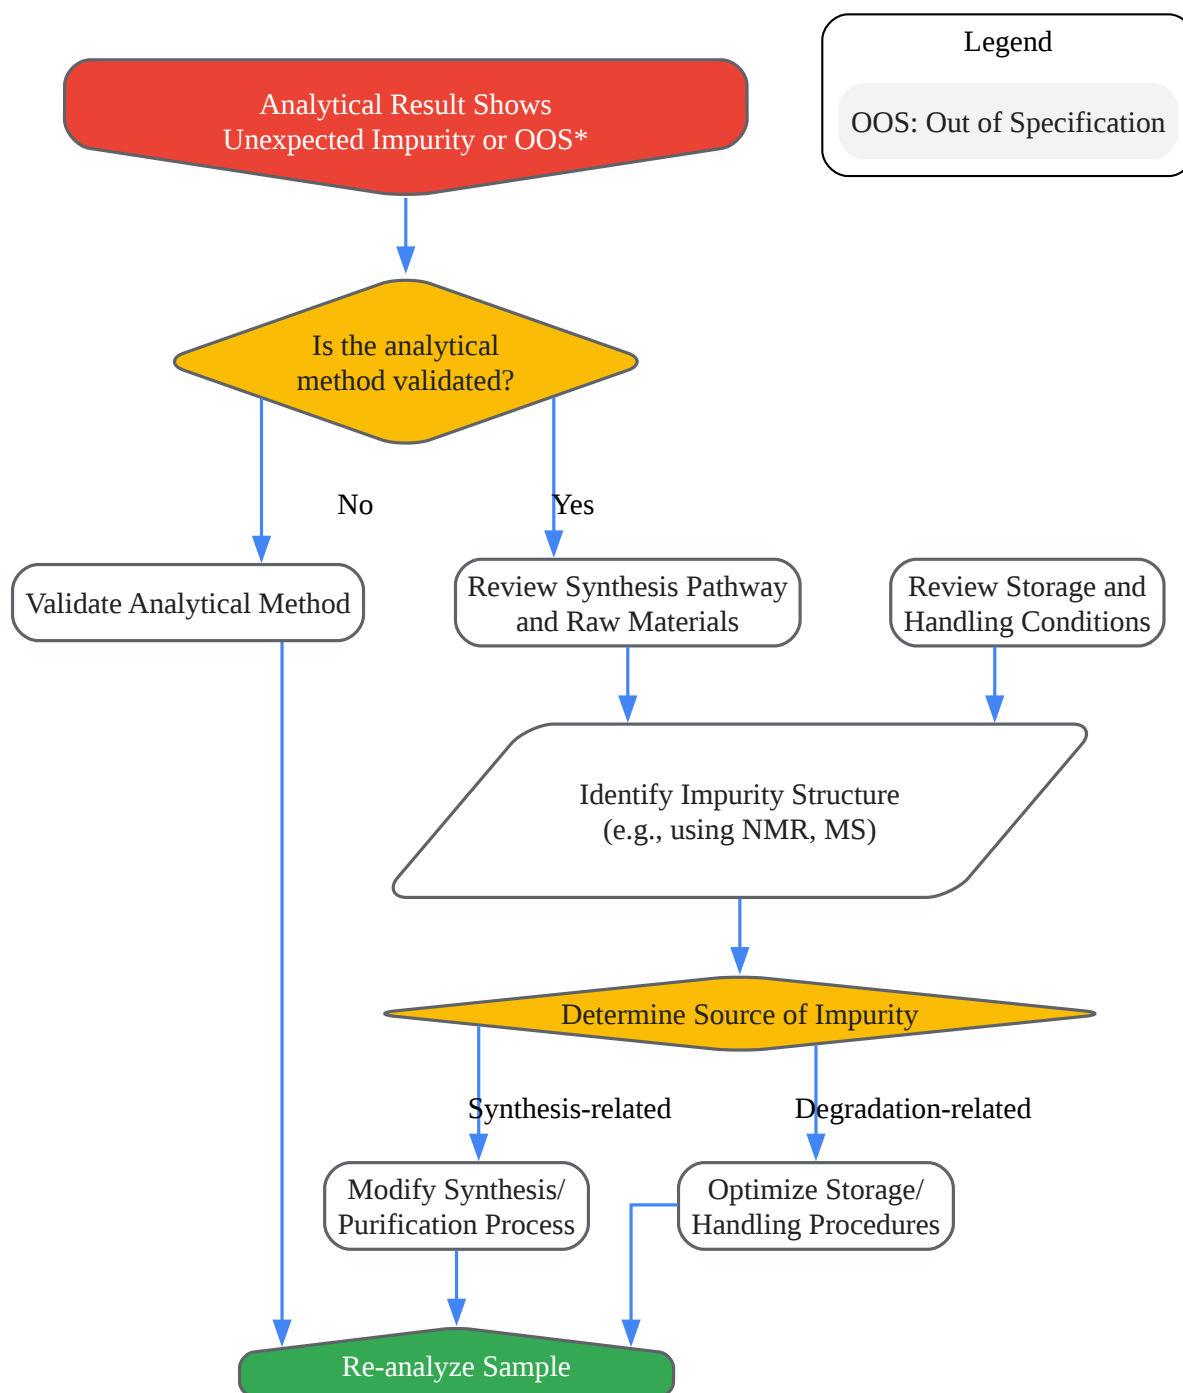 Legend
OOS: Out of Specification
Analytical Result Shows
Unexpected Impurity or OOS*
Is the analytical
method validated?
No
Yes
Validate Analytical Method
Review Synthesis Pathway
and Raw Materials
Review Storage and
Handling Conditions
Identify Impurity Structure
(e.g., using NMR, MS)
Determine Source of Impurity
Synthesis-related
Degradation-related
Modify Synthesis/
Purification Process
Optimize Storage/
Handling Procedures
Re-analyze Sample